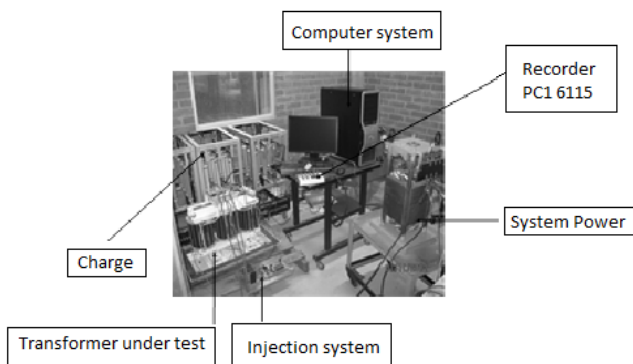 Computer system
Recorder
PC1 6115
System Power
Charge
Transformer under test
Injection system